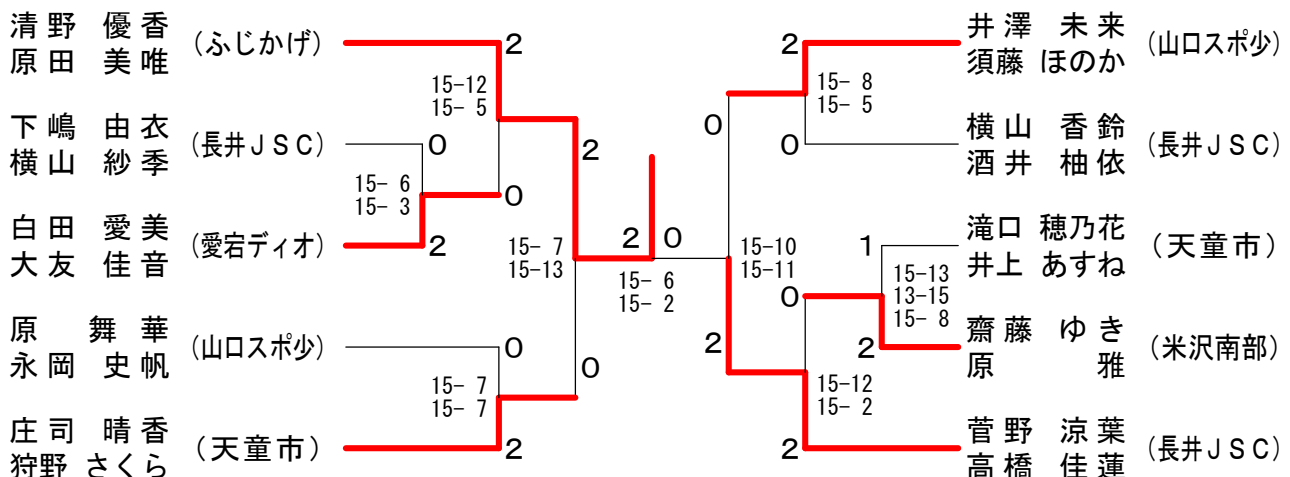 清野 優香
原田 美唯
(ふじかげ)
2
15-12
15- 5
下嶋 由衣
横山 紗季
(長井JSC)
0
15- 6
15- 3
0
白田 愛美
大友 佳音
(愛宕ディオ)
2
2
15- 7
15-13
原 舞華
永岡 史帆
(山口スポ少)
0
15- 7
15- 7
0
庄司 晴香
狩野 さくら
(天童市)
2
2 0
15- 6
15- 2
井澤 未来
須藤 ほのか
(山口スポ少)
2
15- 8
15- 5
0
横山 香鈴
酒井 柚依
(長井JSC)
0
15-10
15-11
滝口 穂乃花
井上 あすね
(天童市)
1
15-13
13-15
15- 8
0
齋藤 ゆき
原 雅
(米沢南部)
2
2
15-12
15- 2
菅野 涼葉
高橋 佳蓮
(長井JSC)
2